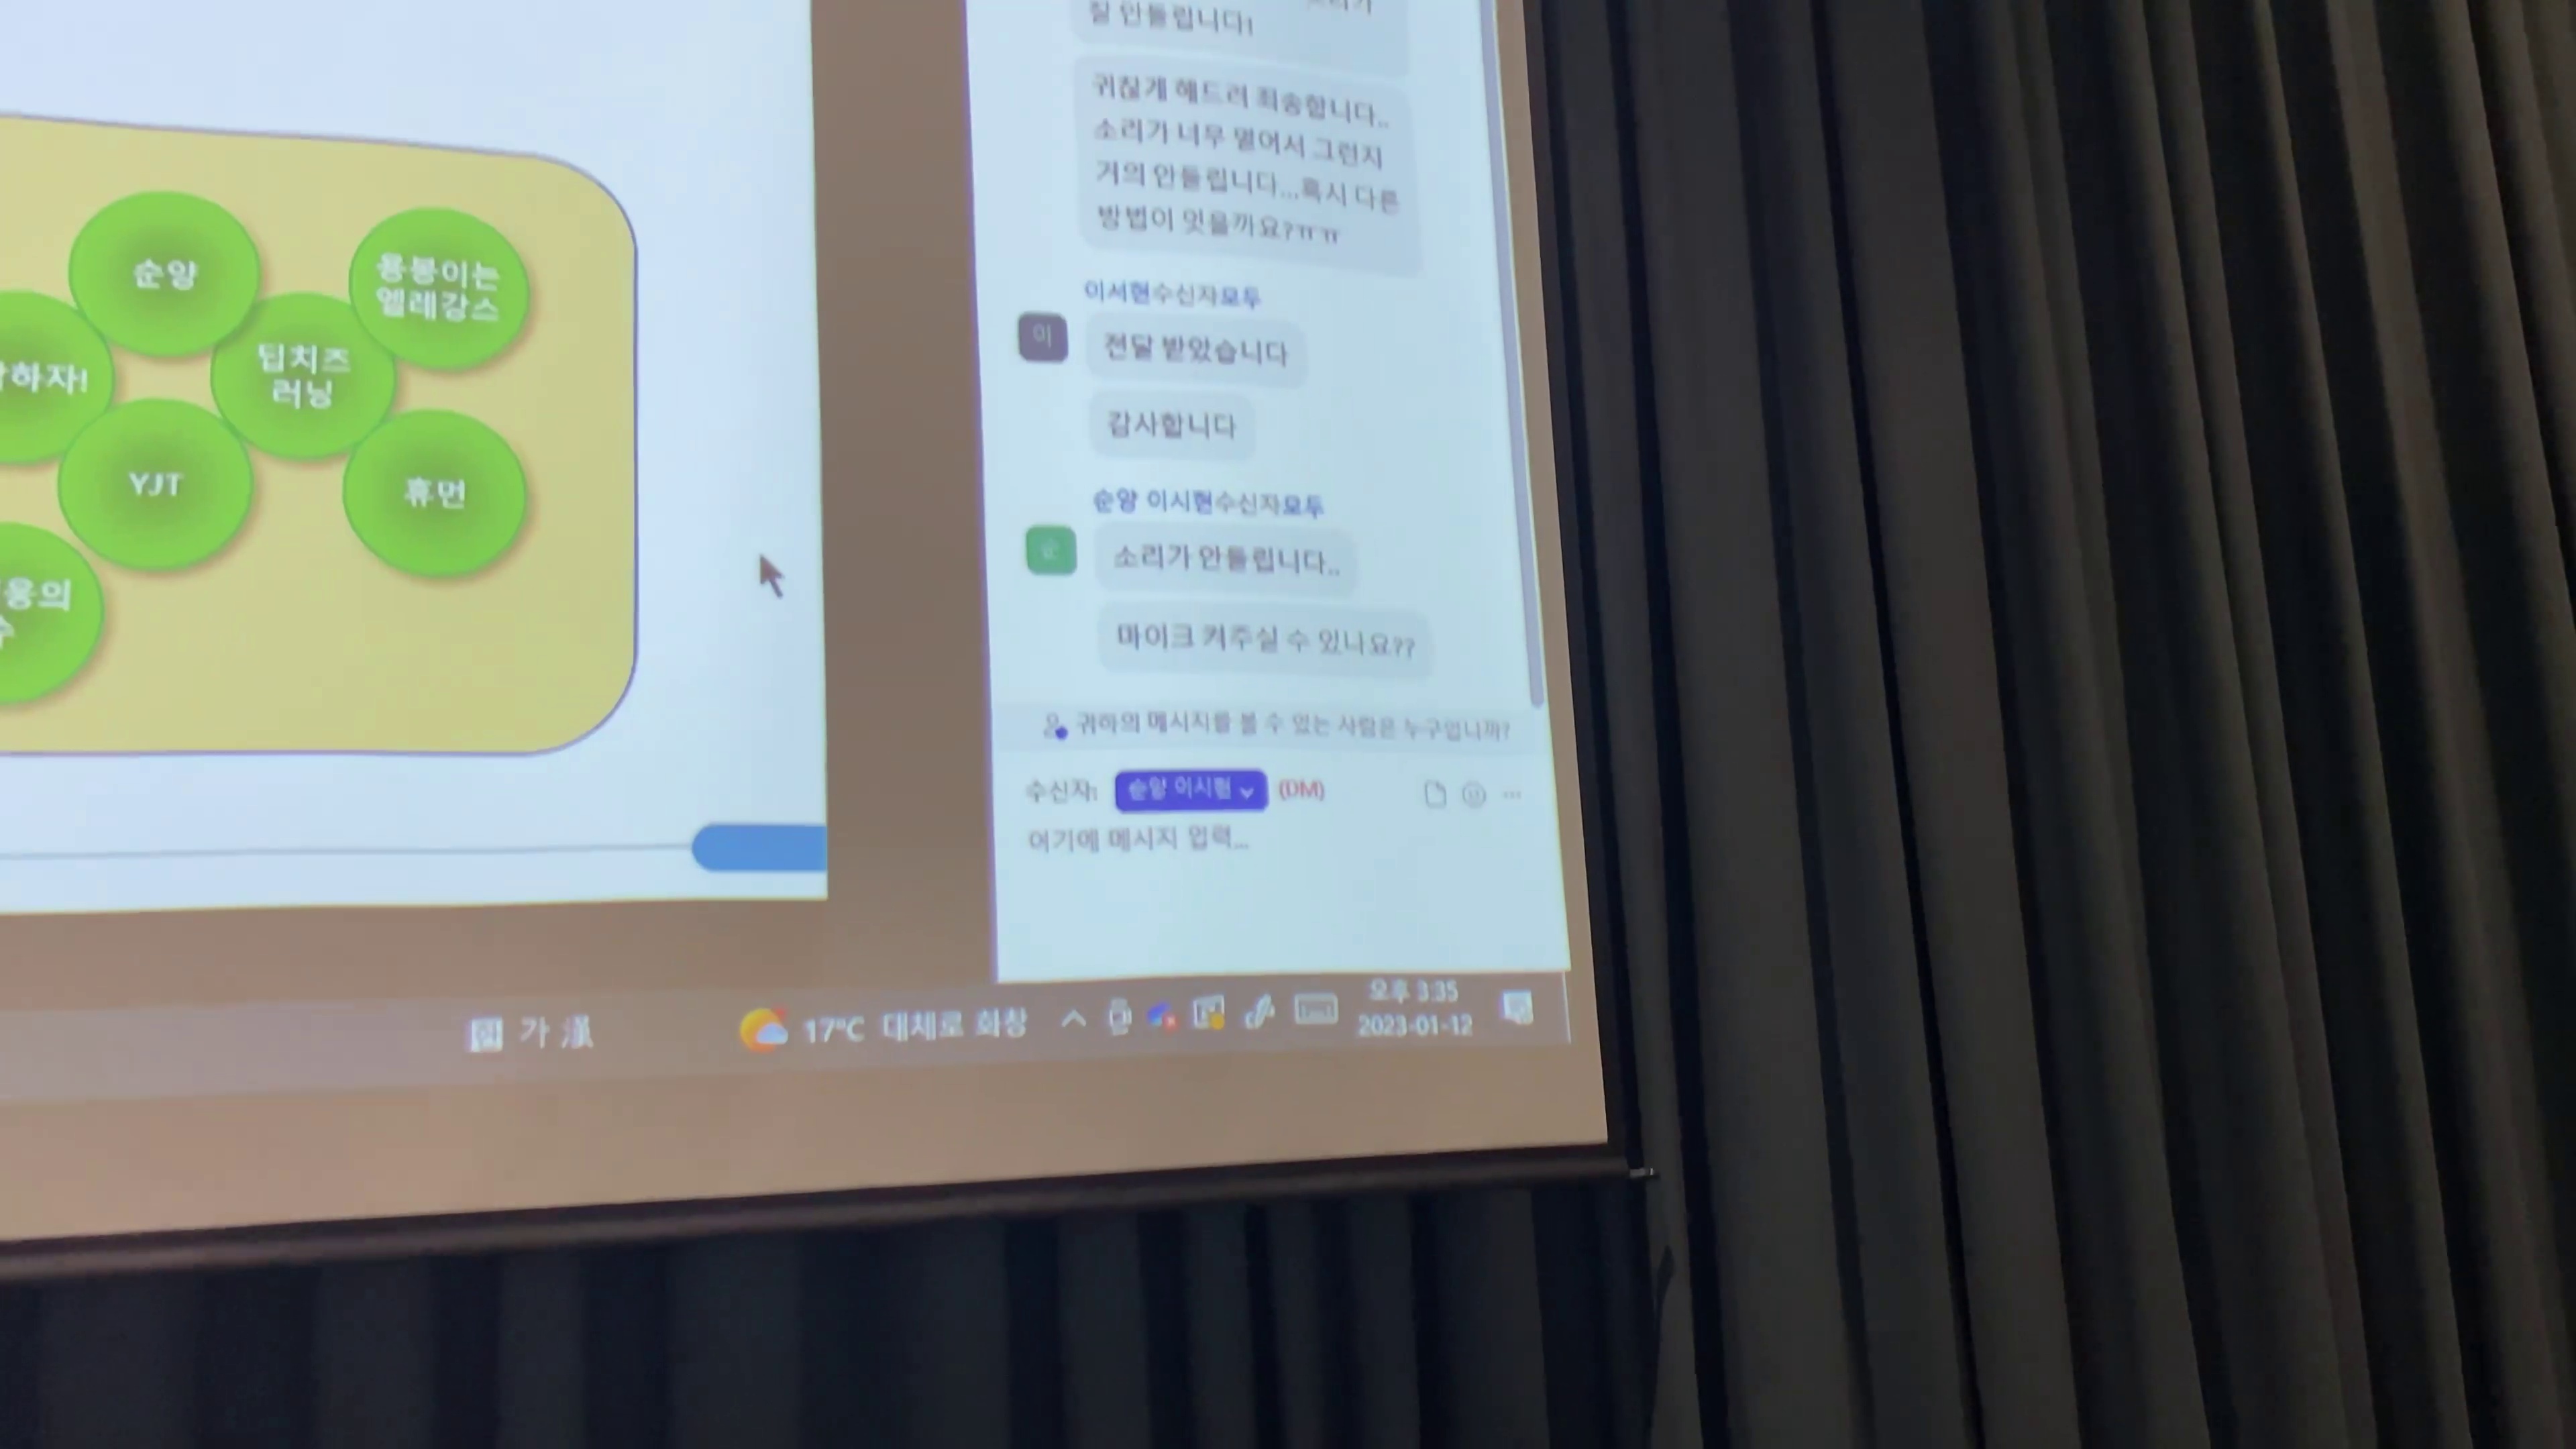 순양
용봉이는
엘레강스
하자!
딥치즈
러닝
YJT
휴먼
웅의
수
잘 안들립니다!
귀찮게 해드려 죄송합니다..
소리가 너무 멀어서 그런지
거의 안들립니다...혹시 다른
방법이 잇을까요?ㅠㅠ
이서현수신자모두
이
전달 받았습니다
감사합니다
순양 이시현수신자모두
순
소리가 안들립니다..
마이크 켜주실 수 있나요??
귀하의 메시지를 볼 수 있는 사람은 누구입니까?
수신자: 순양 이시현 (DM)
여기에 메시지 입력...
가 漢
17°C 대체로 화창
오후 3:35
2023-01-12